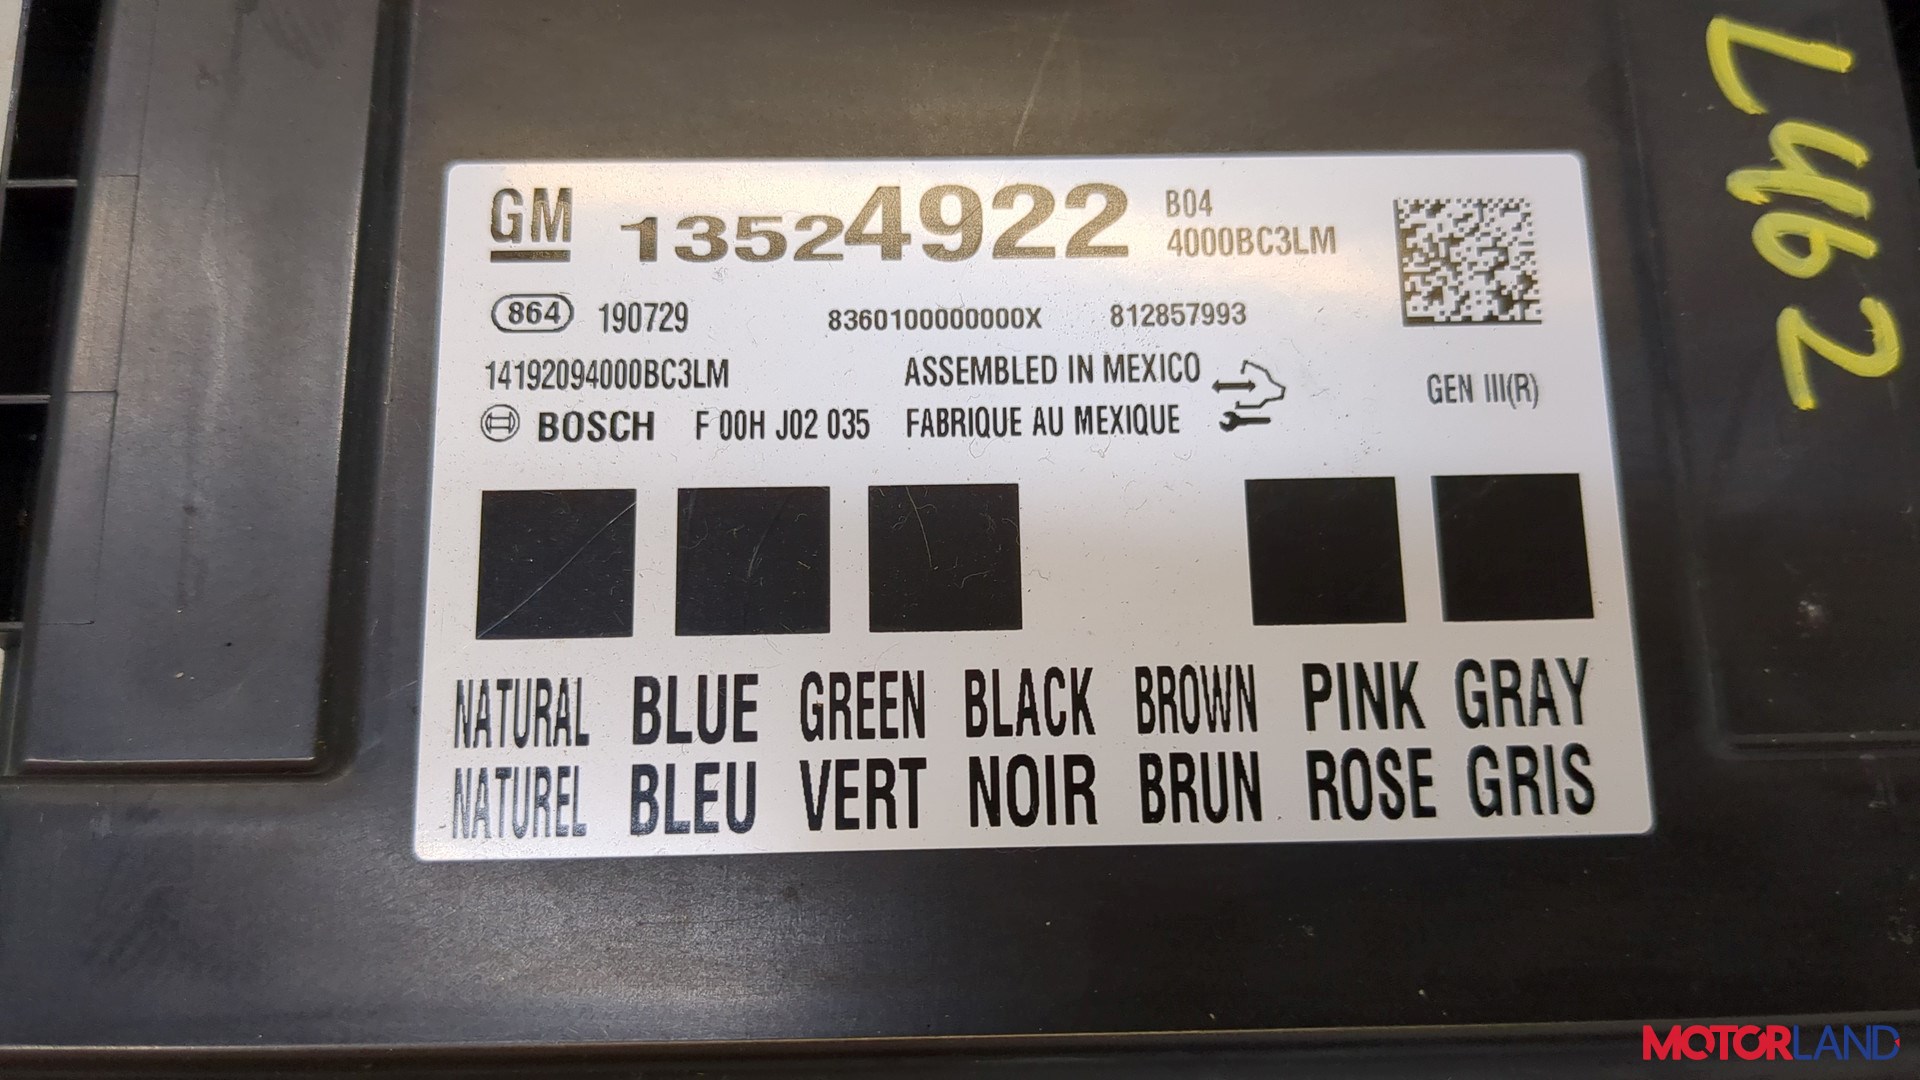 GM 13524922 B04
4000BC3LM
864 190729 8360100000000X 812857993
14192094000BC3LM ASSEMBLED IN MEXICO
GEN III(R)
BOSCH F 00H J02 035 FABRIQUE AU MEXIQUE
NATURAL BLUE GREEN BLACK BROWN PINK GRAY
NATUREL BLEU VERT NOIR BRUN ROSE GRIS
L462
MOTORLAND